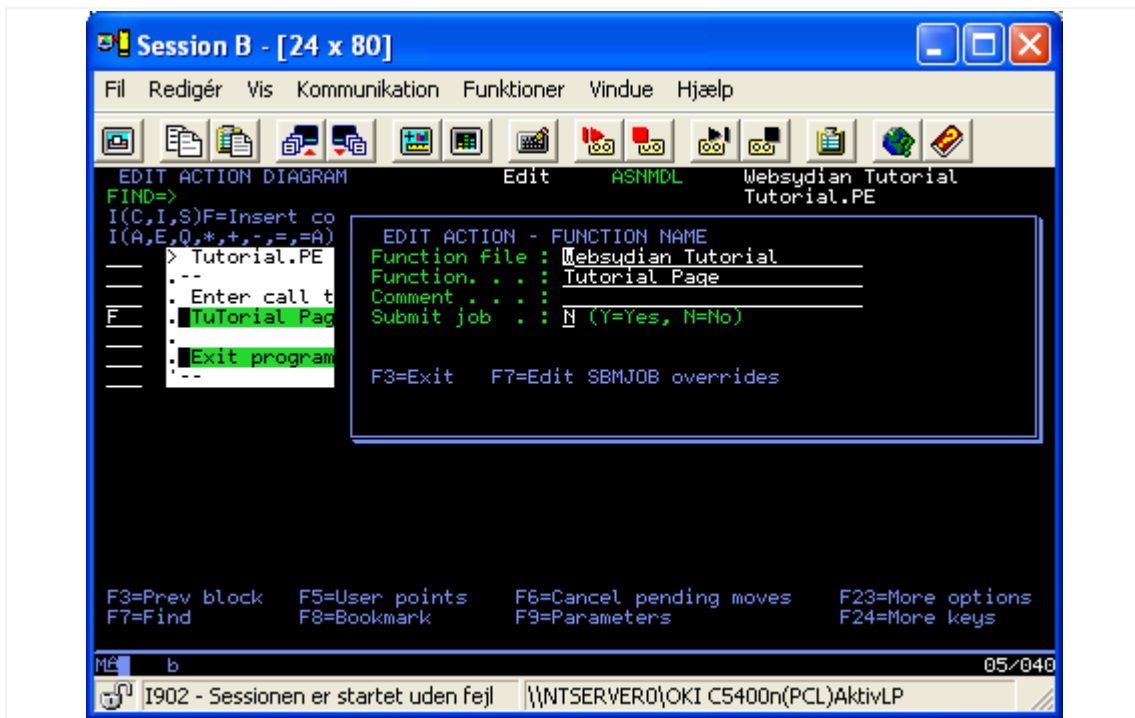 Session B - [24 x 80]
Fil Redigér Vis Kommunikation Funktioner Vindue Hjælp
EDIT ACTION DIAGRAM Edit ASNMDL Websydian Tutorial
FIND=> Tutorial.PE
I(C,I,S)F=Insert co
I(A,E,Q,*,+,-,=,=A) EDIT ACTION - FUNCTION NAME
> Tutorial.PE Function file : Websydian Tutorial
.-- Function. . . : Tutorial Page
. Enter call t Comment . . . :
F . TuTorial Pag Submit job . : N (Y=Yes, N=No)
.
. Exit program
'-- F3=Exit F7=Edit SBMJOB overrides
F3=Prev block F5=User points F6=Cancel pending moves F23=More options
F7=Find F8=Bookmark F9=Parameters F24=More keys
MA b 05/040
I902 - Sessionen er startet uden fejl \\NTSERVER0\OKI C5400n(PCL)AktivLP